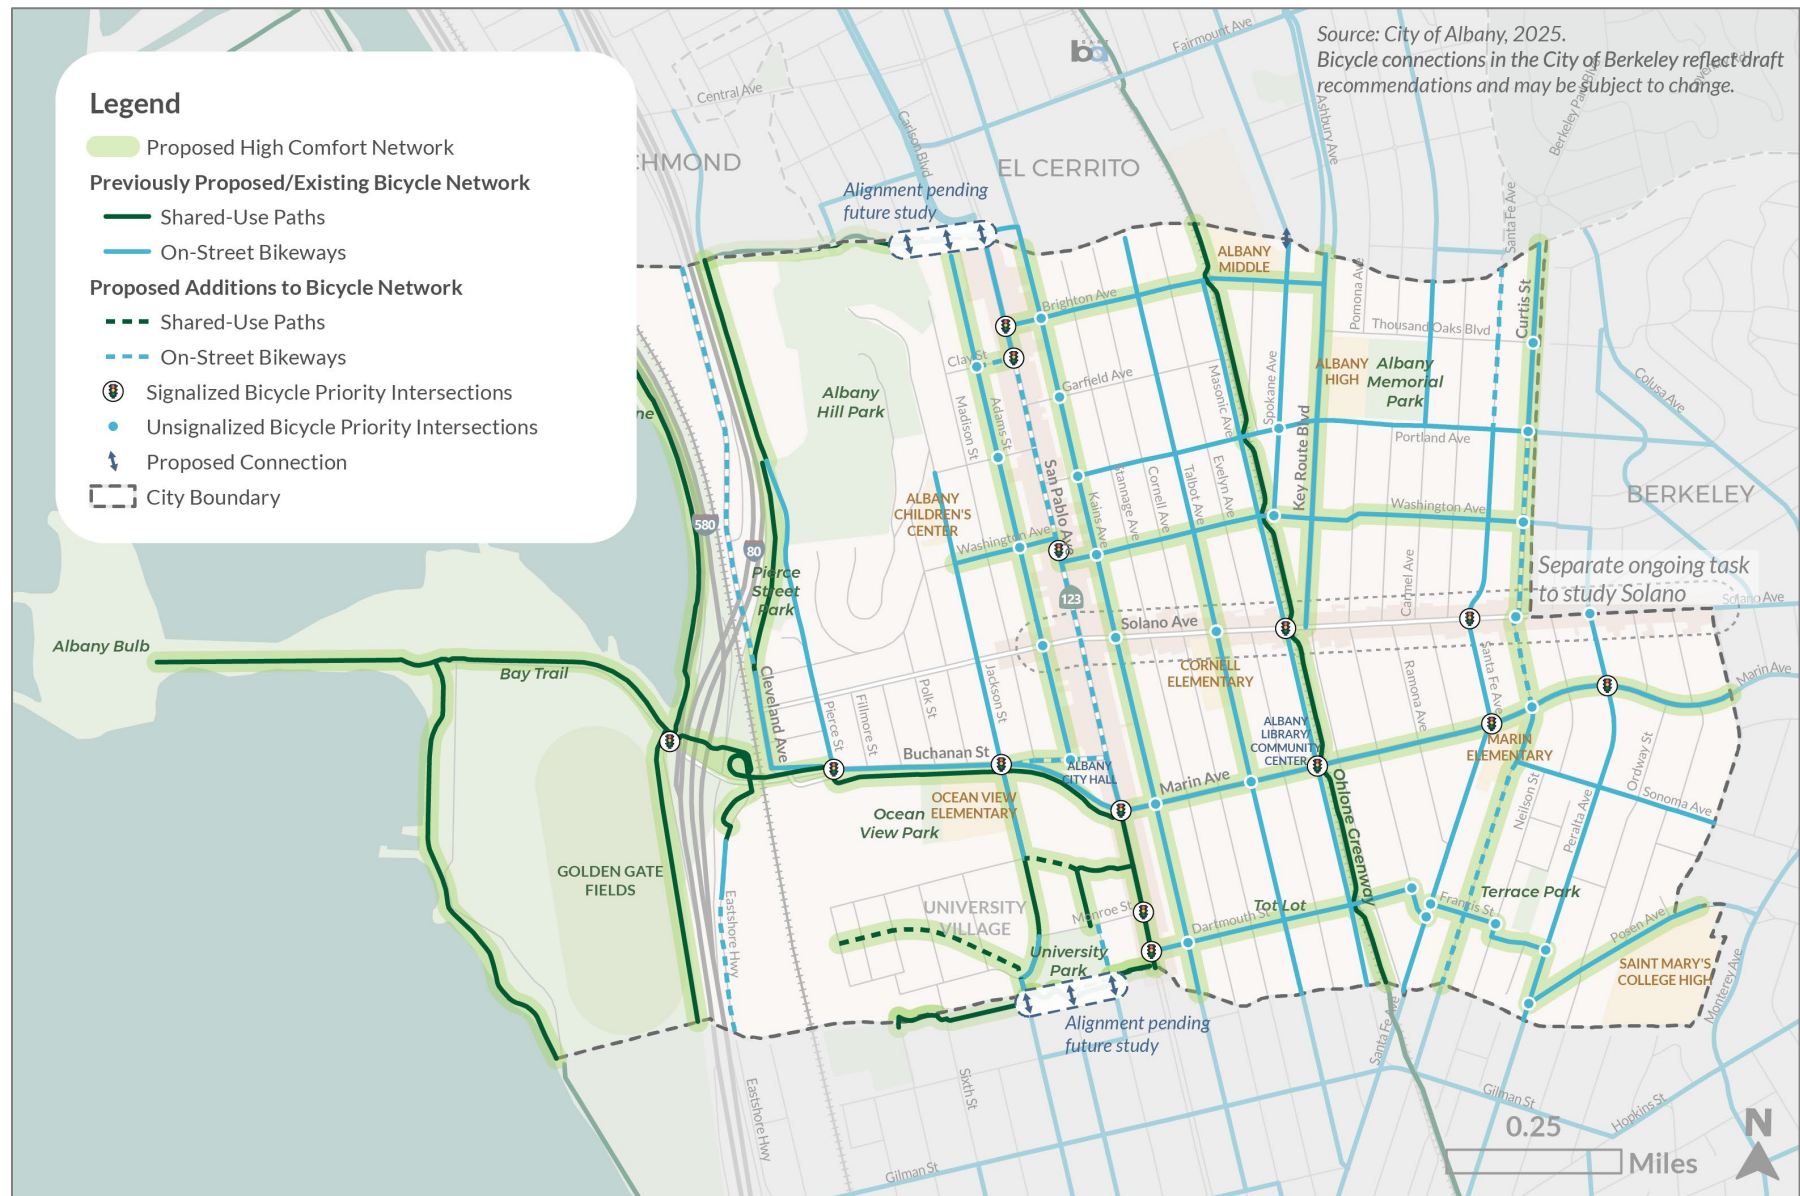 Source: City of Albany, 2025.
Bicycle connections in the City of Berkeley reflect draft
recommendations and may be subject to change.
Legend
Proposed High Comfort Network
Previously Proposed/Existing Bicycle Network
Shared-Use Paths
On-Street Bikeways
Proposed Additions to Bicycle Network
Shared-Use Paths
On-Street Bikeways
Signalized Bicycle Priority Intersections
Unsignalized Bicycle Priority Intersections
Proposed Connection
City Boundary
Fairmount Ave
ba
Central Ave
Carlson Blvd
Ashbury Ave
CHMOND
EL CERRITO
Alignment pending
future study
Santa Fe Ave
ALBANY
MIDDLE
Pomona Ave
Curtis St
Brighton Ave
Thousand Oaks Blvd
Clay St
Garfield Ave
Masonic Ave
Spokane Ave
ALBANY
HIGH
Albany
Memorial
Park
Colusa Ave
Albany
Hill Park
Madison St
Adams St
Key Route Blvd
Portland Ave
ne
San Pablo Ave
Kains Ave
Stannage Ave
Cornell Ave
Talbot Ave
Evelyn Ave
BERKELEY
ALBANY
CHILDREN'S
CENTER
Washington Ave
Washington Ave
580
80
Pierce
Street
Park
123
Carmel Ave
Separate ongoing task
to study Solano
Solano Ave
Solano Ave
Albany Bulb
Bay Trail
Cleveland Ave
Pierce St
Fillmore St
Polk St
Jackson St
CORNELL
ELEMENTARY
Ramona Ave
Santa Fe Ave
Marin Ave
Buchanan St
ALBANY
LIBRARY/
COMMUNITY
CENTER
MARIN
ELEMENTARY
Ordway St
ALBANY
CITY HALL
Marin Ave
Ohlone Greenway
Neilson St
Peralta Ave
Sonoma Ave
OCEAN VIEW
ELEMENTARY
Ocean
View Park
GOLDEN GATE
FIELDS
Eastshore Hwy
UNIVERSITY
VILLAGE
Monroe St
Dartmouth St
Tot Lot
Francis St
Terrace Park
Posen Ave
University
Park
SAINT MARY'S
COLLEGE HIGH
Monterey Ave
Alignment pending
future study
Santa Fe Ave
Eastshore Hwy
Sixth St
Gilman St
Gilman St
Hopkins St
0.25
Miles
N